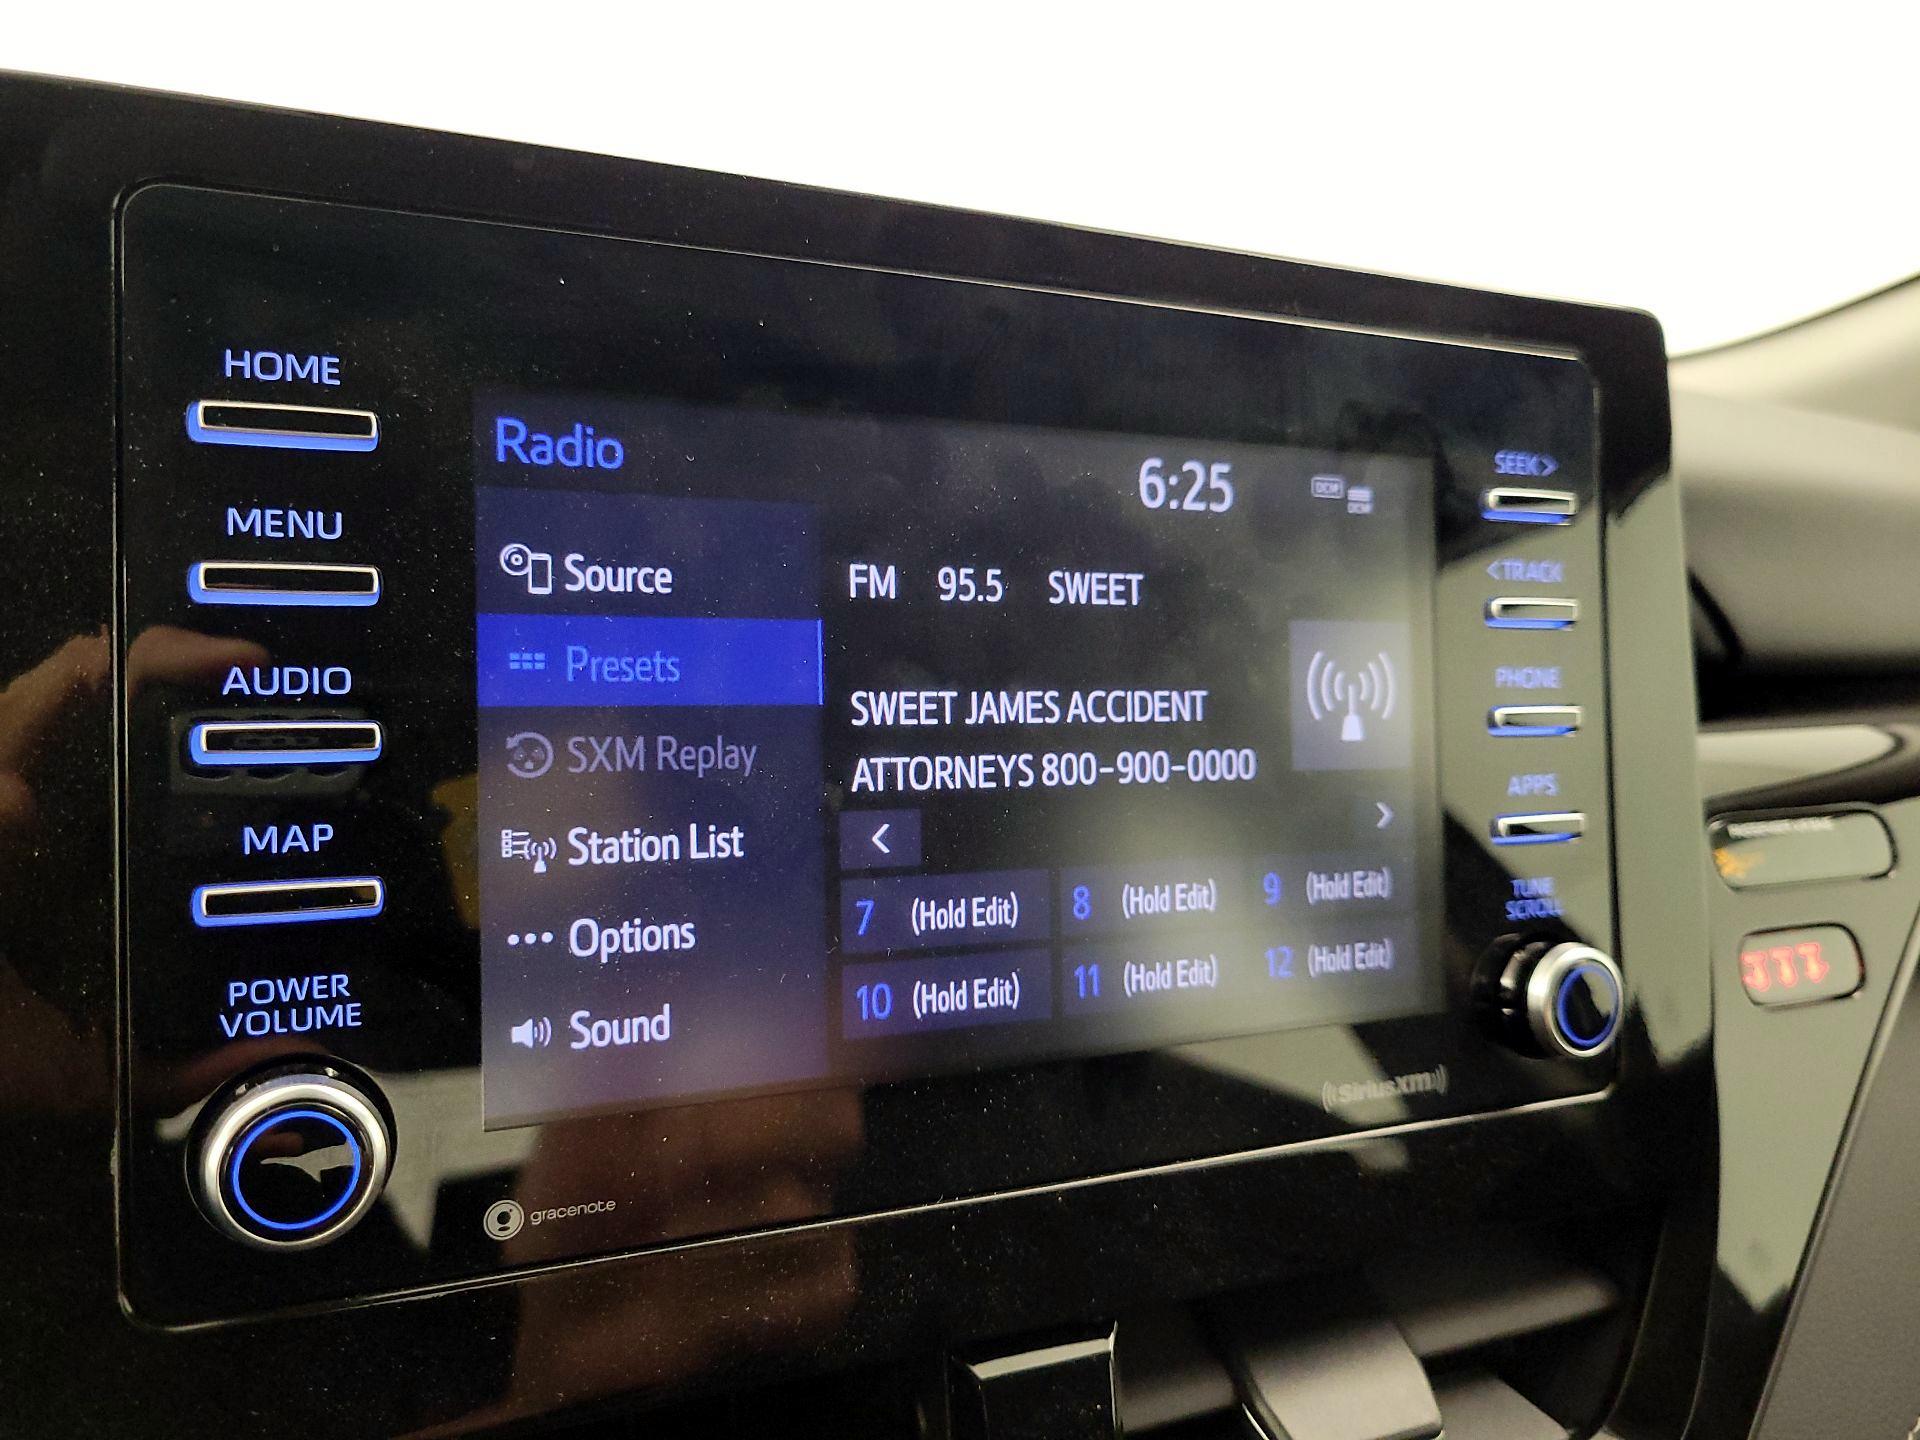 HOME
MENU
AUDIO
MAP
POWER
VOLUME
Radio
6:25
DCM
DCM
Source
Presets
SXM Replay
Station List
Options
Sound
FM 95.5 SWEET
SWEET JAMES ACCIDENT
ATTORNEYS 800-900-0000
<
>
7 (Hold Edit) 8 (Hold Edit) 9 (Hold Edit)
10 (Hold Edit) 11 (Hold Edit) 12 (Hold Edit)
SEEK>
<TRACK
PHONE
APPS
TUNE
SCROLL
gracenote
((SiriusXM))